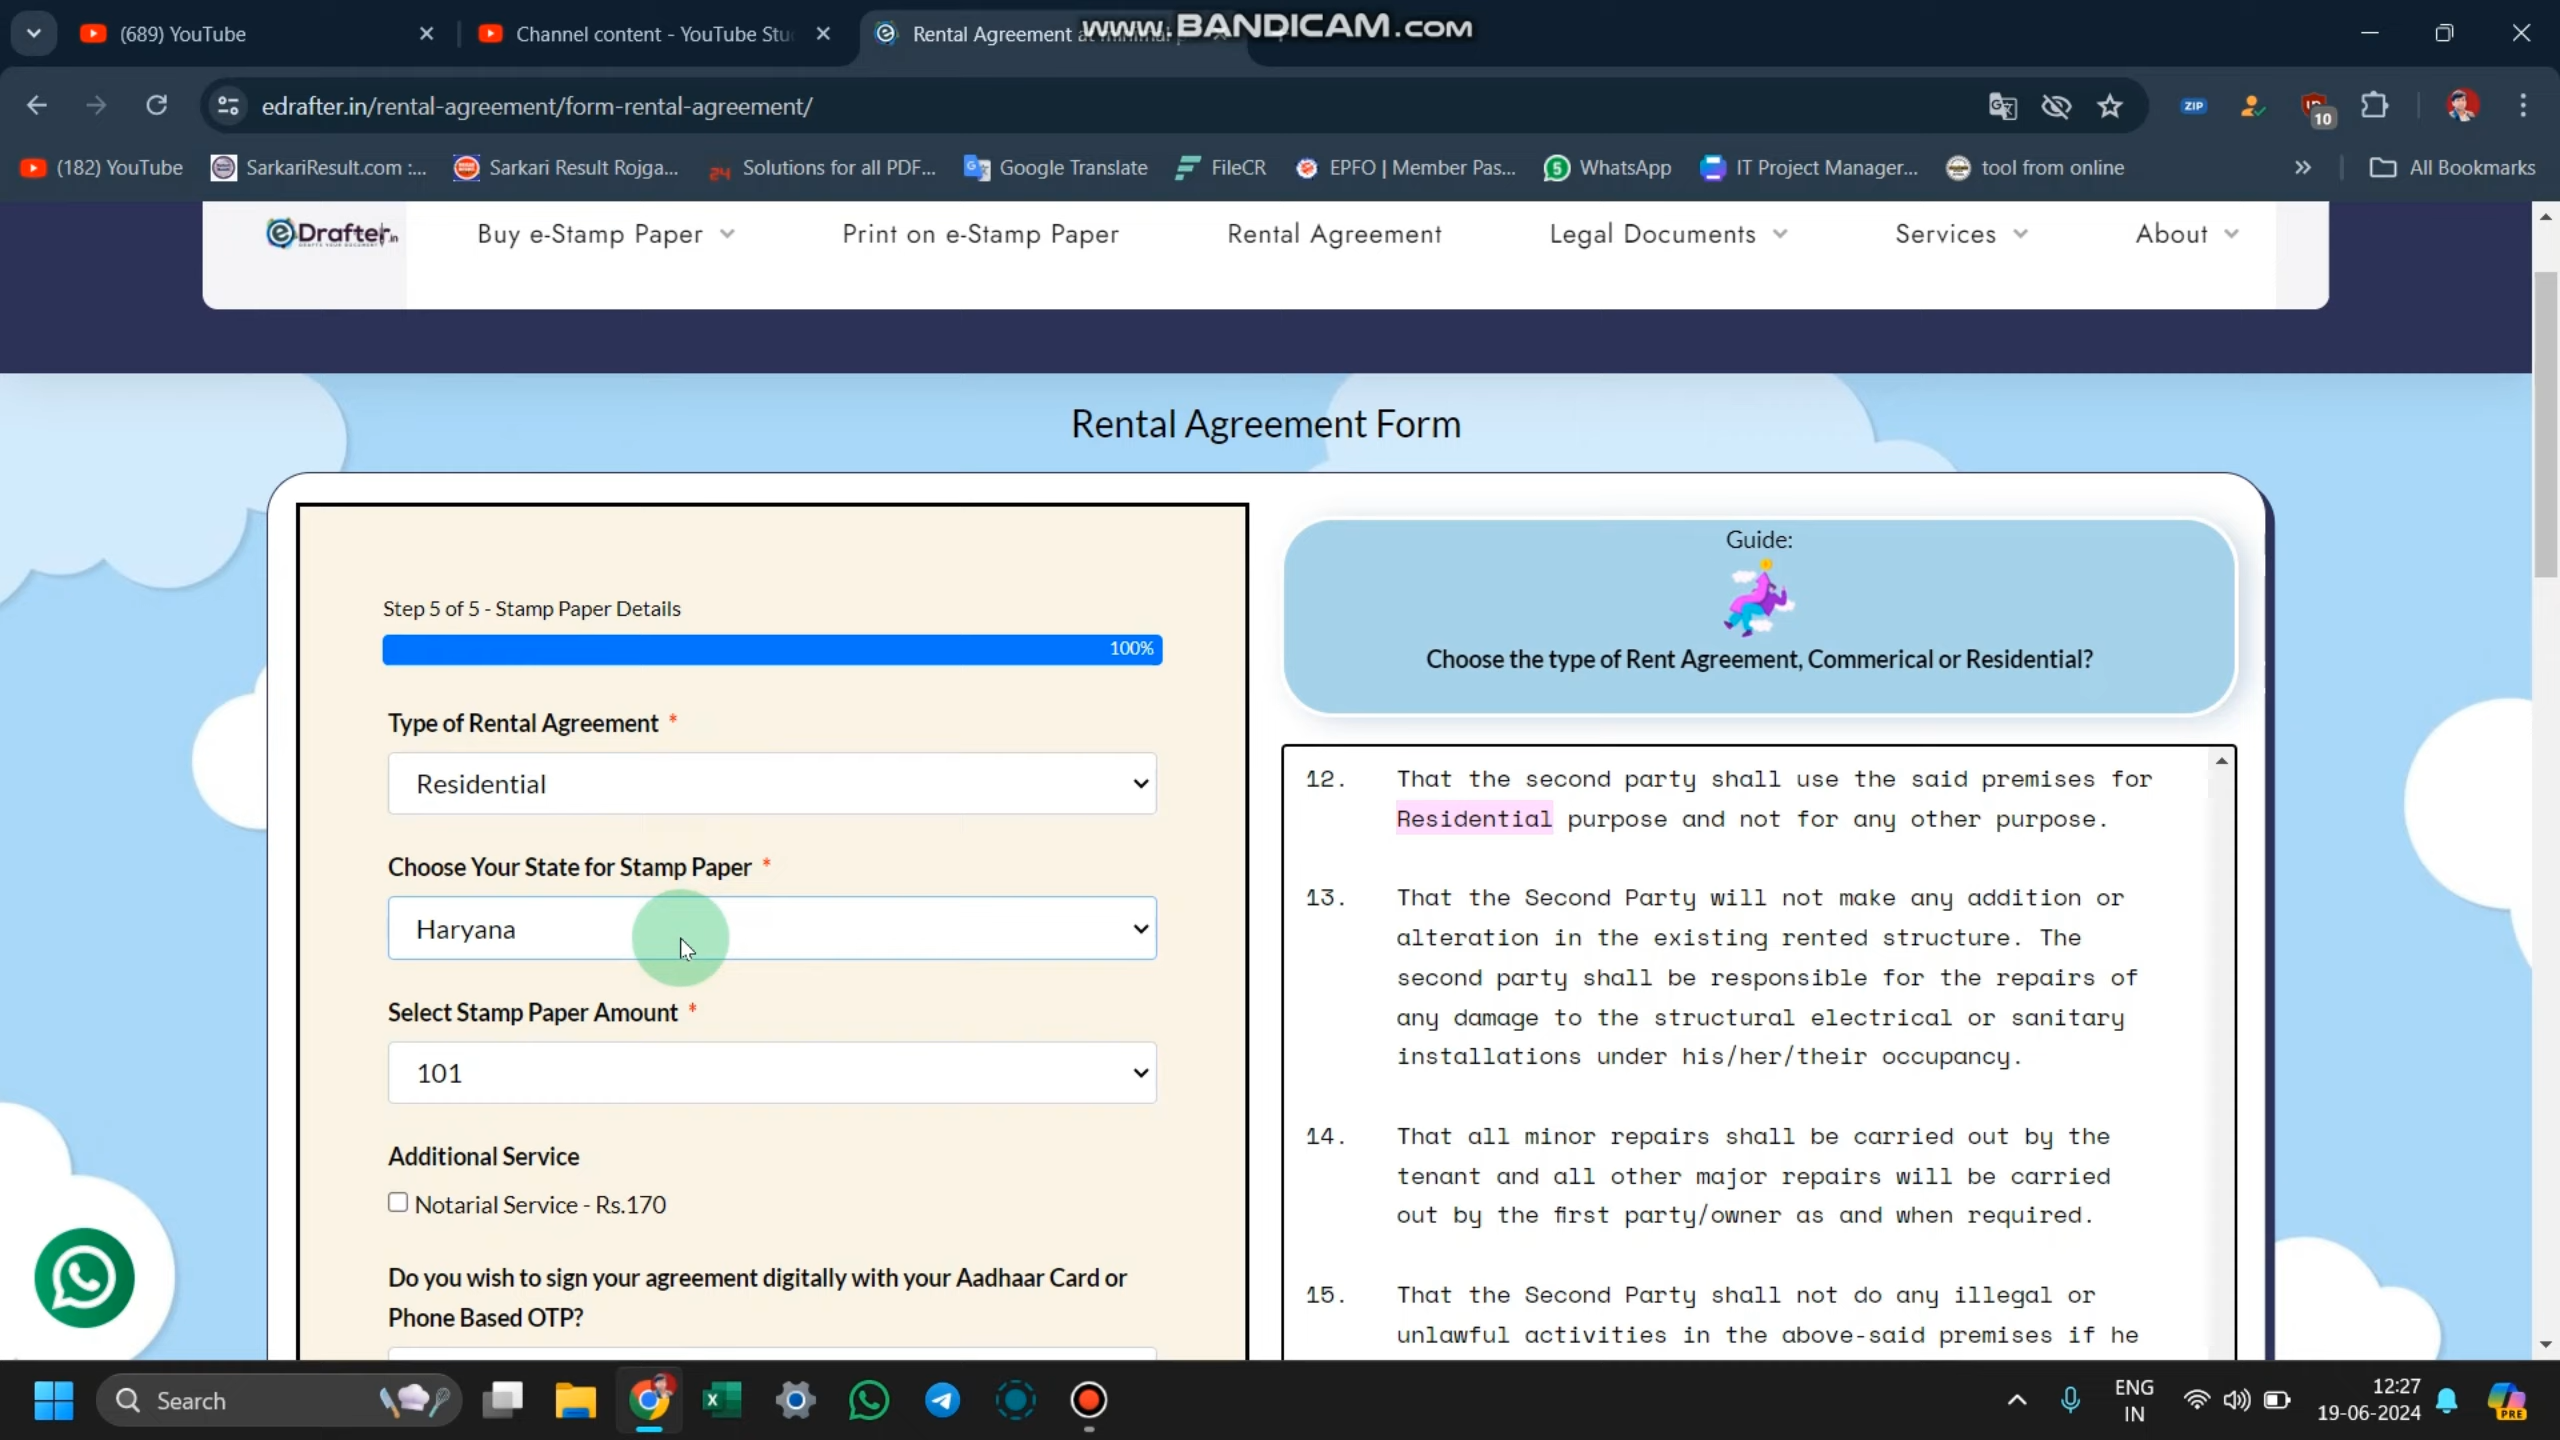 www.BANDICAM.com
(689) YouTube
Channel content - YouTube Stu
Rental Agreement
edrafter.in/rental-agreement/form-rental-agreement/
ZIP
10
(182) YouTube
SarkariResult.com :...
Sarkari Result Rojga...
24
Solutions for all PDF...
Google Translate
FileCR
EPFO | Member Pas...
5
WhatsApp
IT Project Manager...
tool from online
All Bookmarks
eDrafter.in
Buy e-Stamp Paper
Print on e-Stamp Paper
Rental Agreement
Legal Documents
Services
About
Rental Agreement Form
Step 5 of 5 - Stamp Paper Details
100%
Type of Rental Agreement *
Residential
Choose Your State for Stamp Paper *
Haryana
Select Stamp Paper Amount *
101
Additional Service
Notarial Service - Rs.170
Do you wish to sign your agreement digitally with your Aadhaar Card or
Phone Based OTP?
Guide:
Choose the type of Rent Agreement, Commerical or Residential?
12. That the second party shall use the said premises for
Residential purpose and not for any other purpose.
13. That the Second Party will not make any addition or
alteration in the existing rented structure. The
second party shall be responsible for the repairs of
any damage to the structural electrical or sanitary
installations under his/her/their occupancy.
14. That all minor repairs shall be carried out by the
tenant and all other major repairs will be carried
out by the first party/owner as and when required.
15. That the Second Party shall not do any illegal or
unlawful activities in the above-said premises if he
Search
ENG
IN
12:27
19-06-2024
PRE